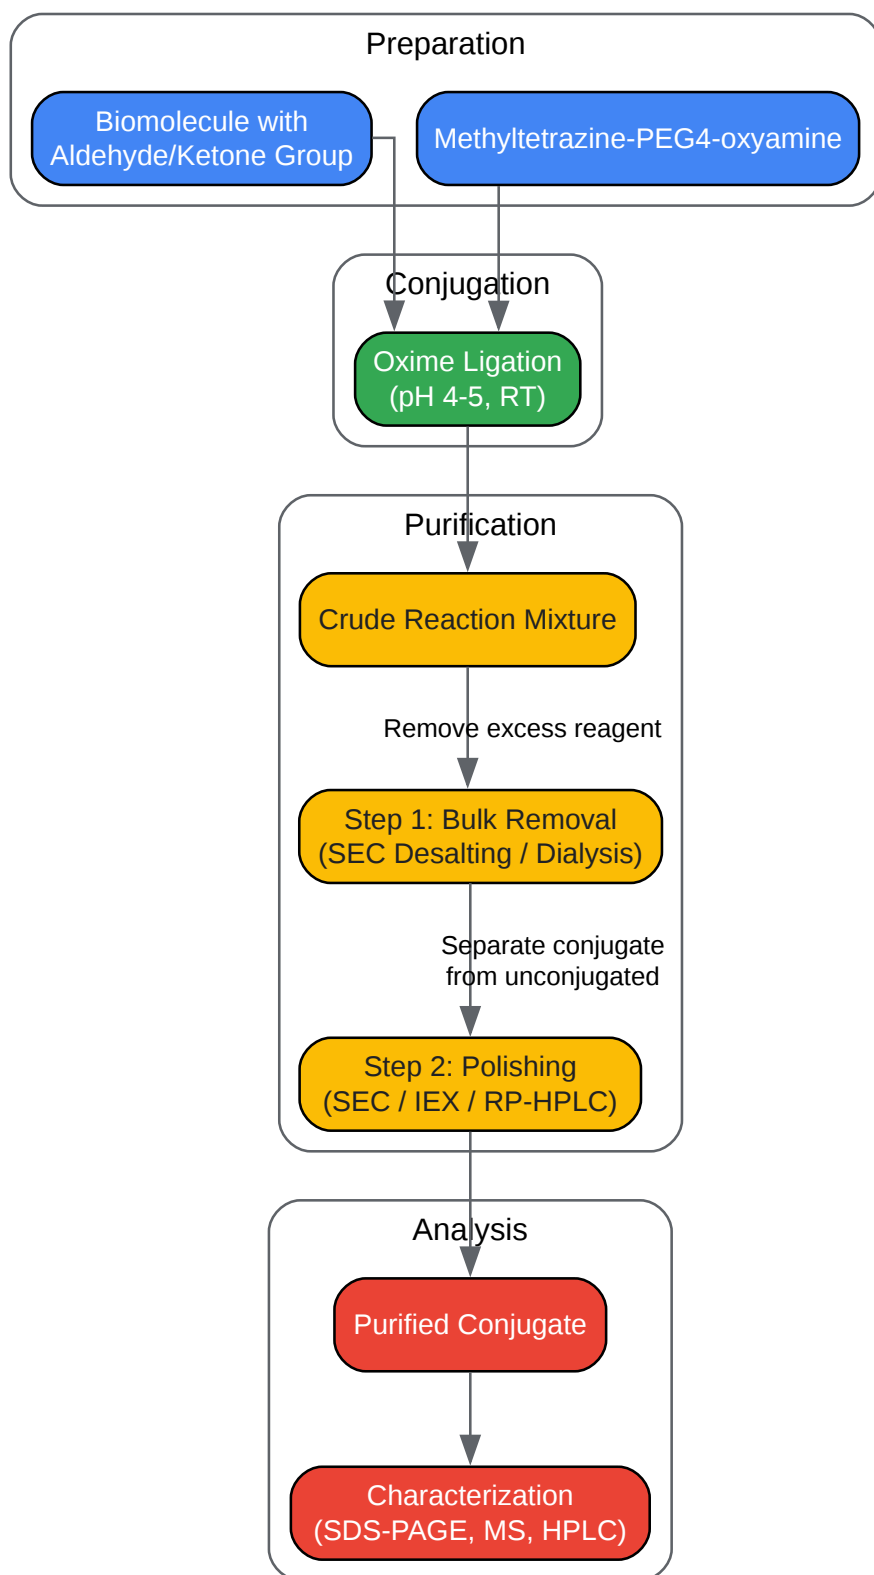 Preparation
Biomolecule with
Aldehyde/Ketone Group
Methyltetrazine-PEG4-oxyamine
Conjugation
Oxime Ligation
(pH 4-5, RT)
Purification
Crude Reaction Mixture
Remove excess reagent
Step 1: Bulk Removal
(SEC Desalting / Dialysis)
Separate conjugate
from unconjugated
Step 2: Polishing
(SEC / IEX / RP-HPLC)
Analysis
Purified Conjugate
Characterization
(SDS-PAGE, MS, HPLC)